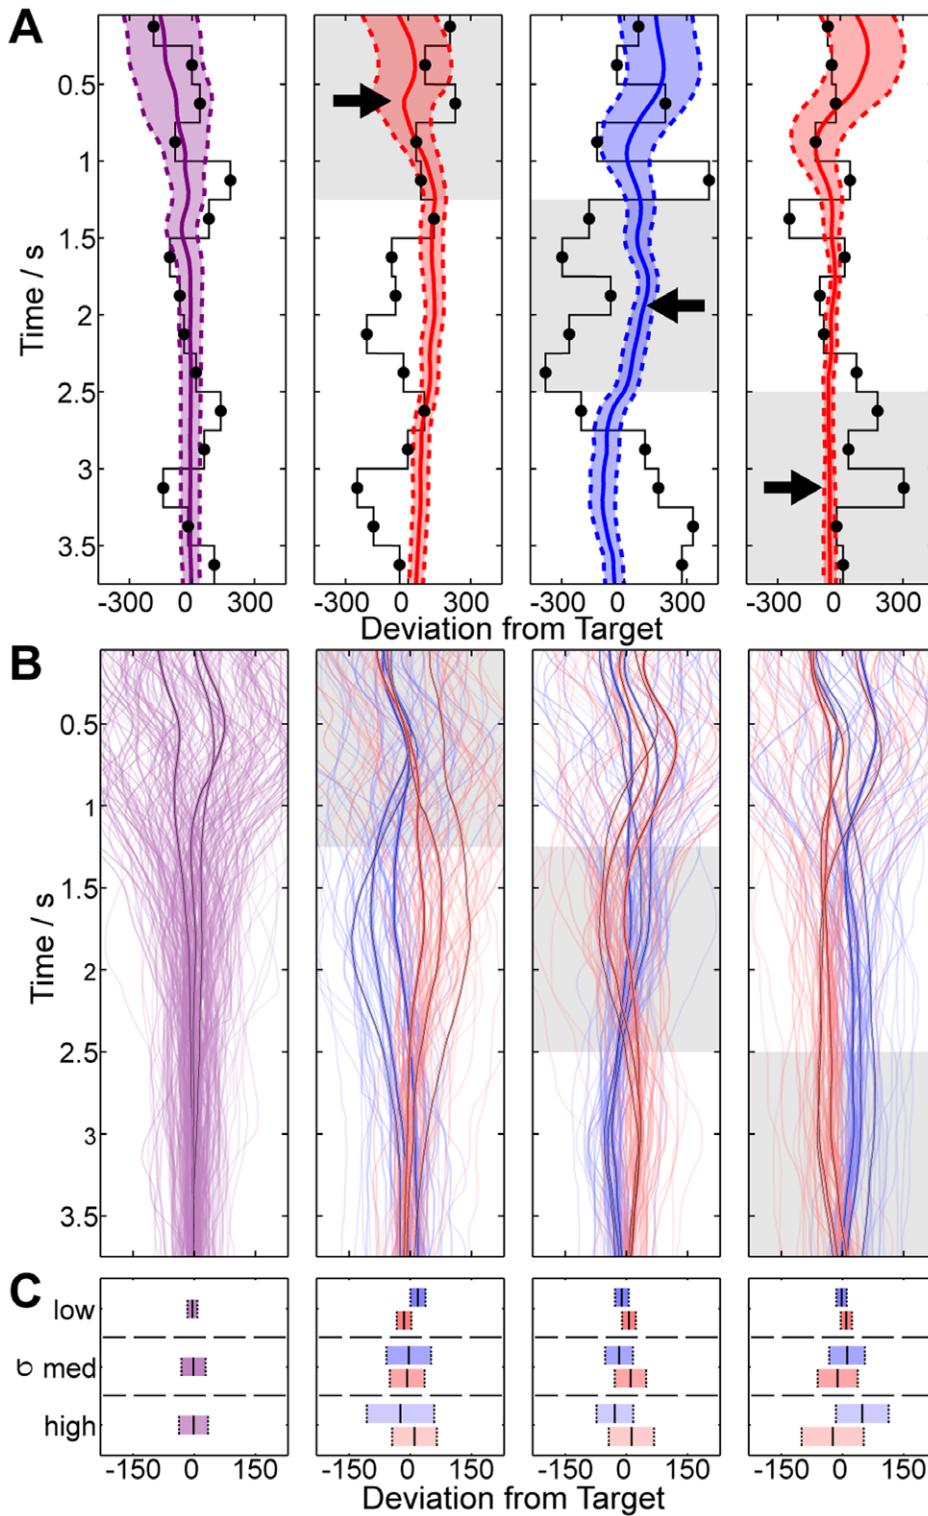 A
Time / s
0.5
1
1.5
2
2.5
3
3.5
-300 0 300 -300 0 300 -300 0 300 -300 0 300
Deviation from Target
B
Time / s
0.5
1
1.5
2
2.5
3
3.5
C
σ
low
med
high
-150 0 150 -150 0 150 -150 0 150 -150 0 150
Deviation from Target